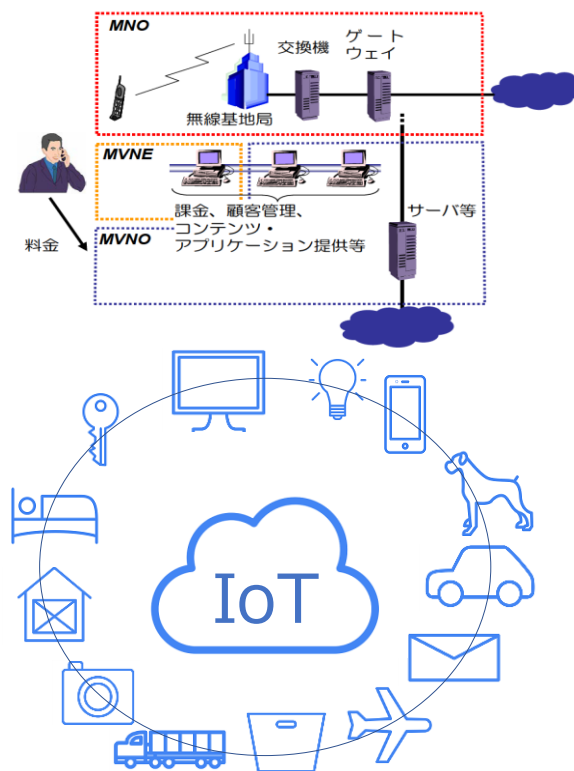 MNO
交換機
ゲート
ウェイ
無線基地局
MVNE
課金、顧客管理、
コンテンツ・
アプリケーション提供等
サーバ等
料金
MVNO
IoT